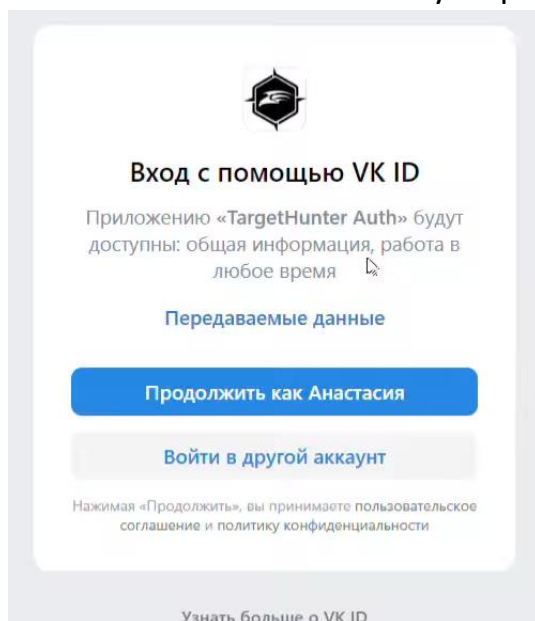 Вход с помощью VK ID
Приложению «TargetHunter Auth» будут
доступны: общая информация, работа в
любое время
Передаваемые данные
Продолжить как Анастасия
Войти в другой аккаунт
Нажимая «Продолжить», вы принимаете пользовательское
соглашение и политику конфиденциальности
Узнать больше о VK ID